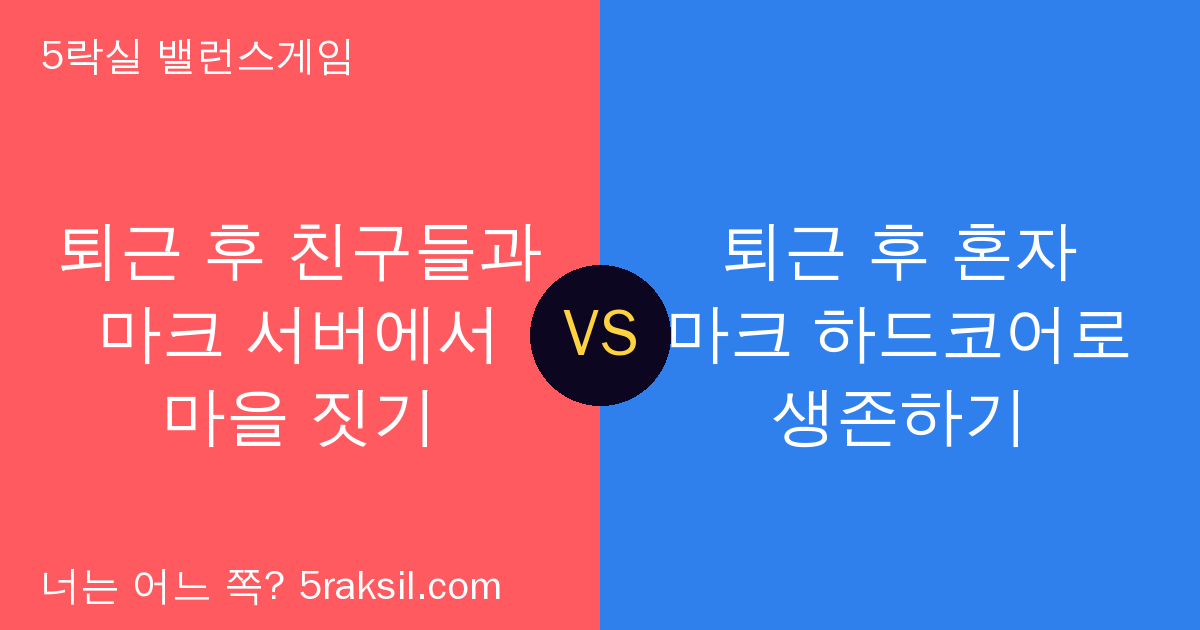 5락실 밸런스게임
퇴근 후 친구들과
마크 서버에서
마을 짓기
VS
퇴근 후 혼자
마크 하드코어로
생존하기
너는 어느 쪽? 5raksil.com